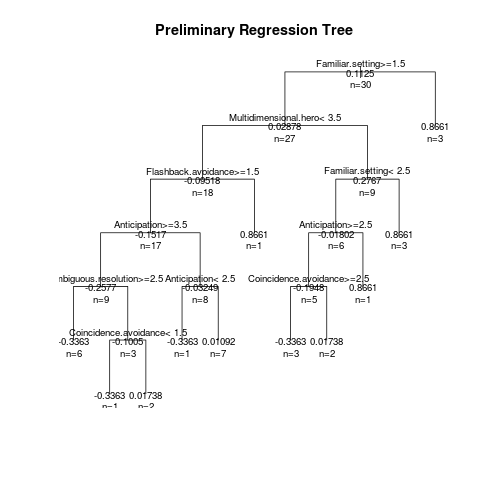 Preliminary Regression Tree
Familiar.setting>=1.5
0.1125
n=30
Multidimensional.hero< 3.5
0.02878
n=27
0.8661
n=3
Flashback.avoidance>=1.5
-0.09518
n=18
Familiar.setting< 2.5
0.2767
n=9
Anticipation>=3.5
-0.1517
n=17
0.8661
n=1
Anticipation>=2.5
-0.01802
n=6
0.8661
n=3
nbiguous.resolution>=2.5
-0.2577
n=9
Anticipation< 2.5
-0.03249
n=8
Coincidence.avoidance>=2.5
-0.1948
n=5
0.8661
n=1
-0.3363
n=6
Coincidence.avoidance< 1.5
-0.1005
n=3
-0.3363
n=1
0.01092
n=7
-0.3363
n=3
0.01738
n=2
-0.3363
n=1
0.01738
n=2